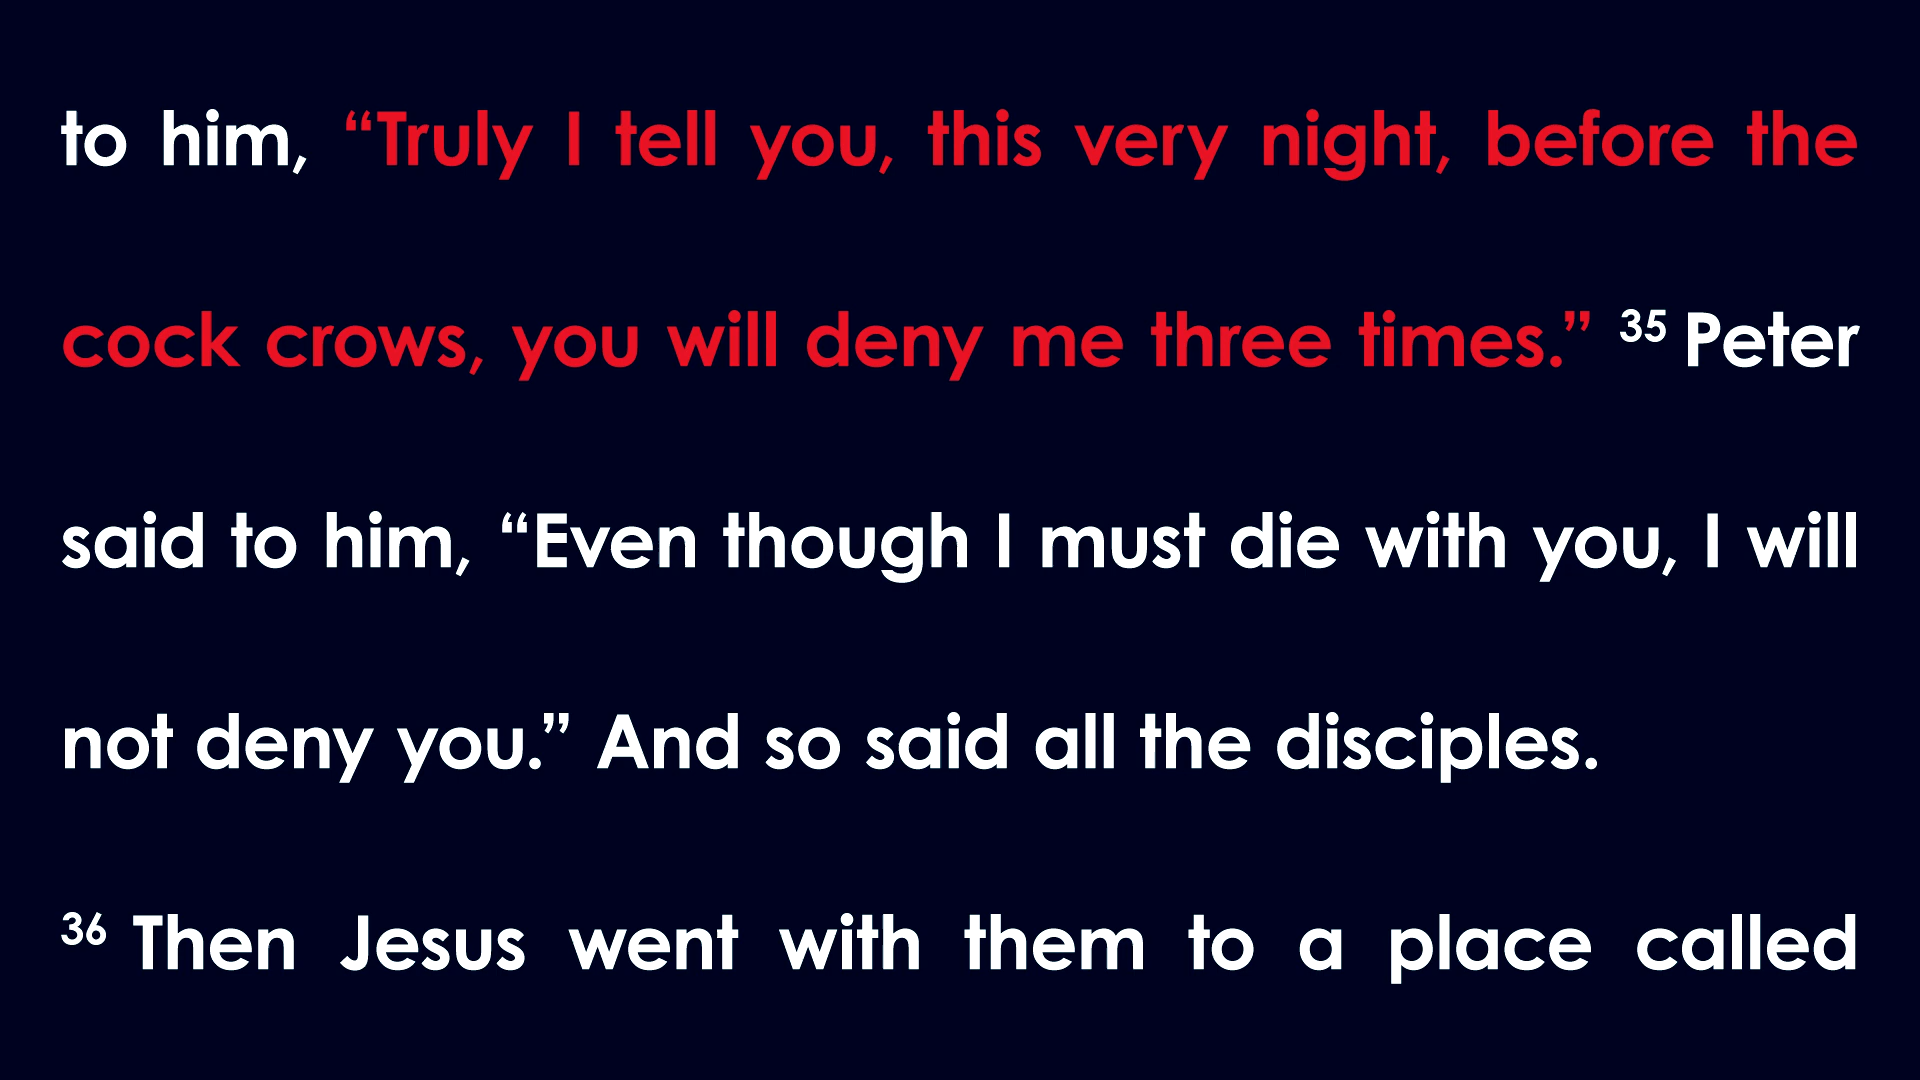 to him, “Truly I tell you, this very night, before the
cock crows, you will deny me three times.” 35 Peter
said to him, “Even though I must die with you, I will
not deny you.” And so said all the disciples.
36 Then Jesus went with them to a place called